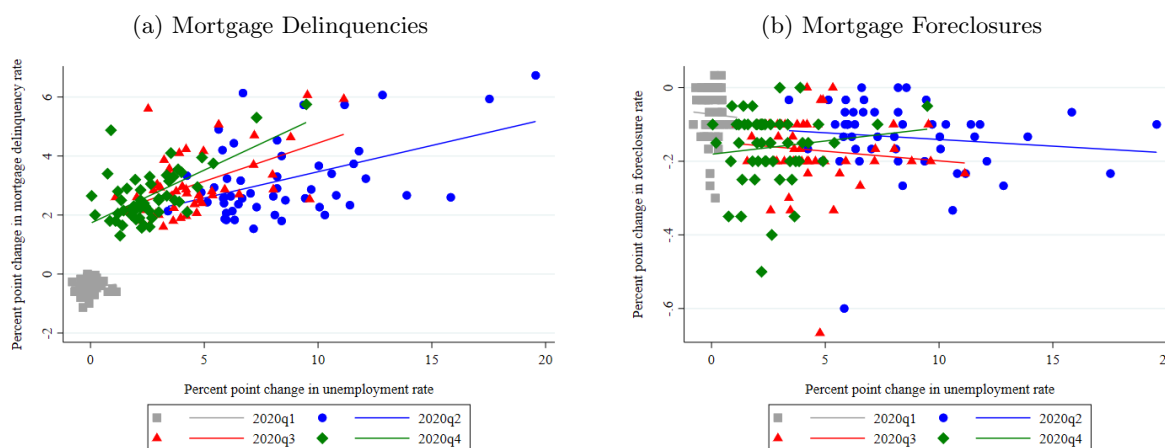 (a) Mortgage Delinquencies
Percent point change in mortgage delinquency rate
6
4
2
0
-2
0 5 10 15 20
Percent point change in unemployment rate
2020q1 2020q2
2020q3 2020q4
(b) Mortgage Foreclosures
Percent point change in foreclosure rate
0
-.2
-.4
-.6
0 5 10 15 20
Percent point change in unemployment rate
2020q1 2020q2
2020q3 2020q4